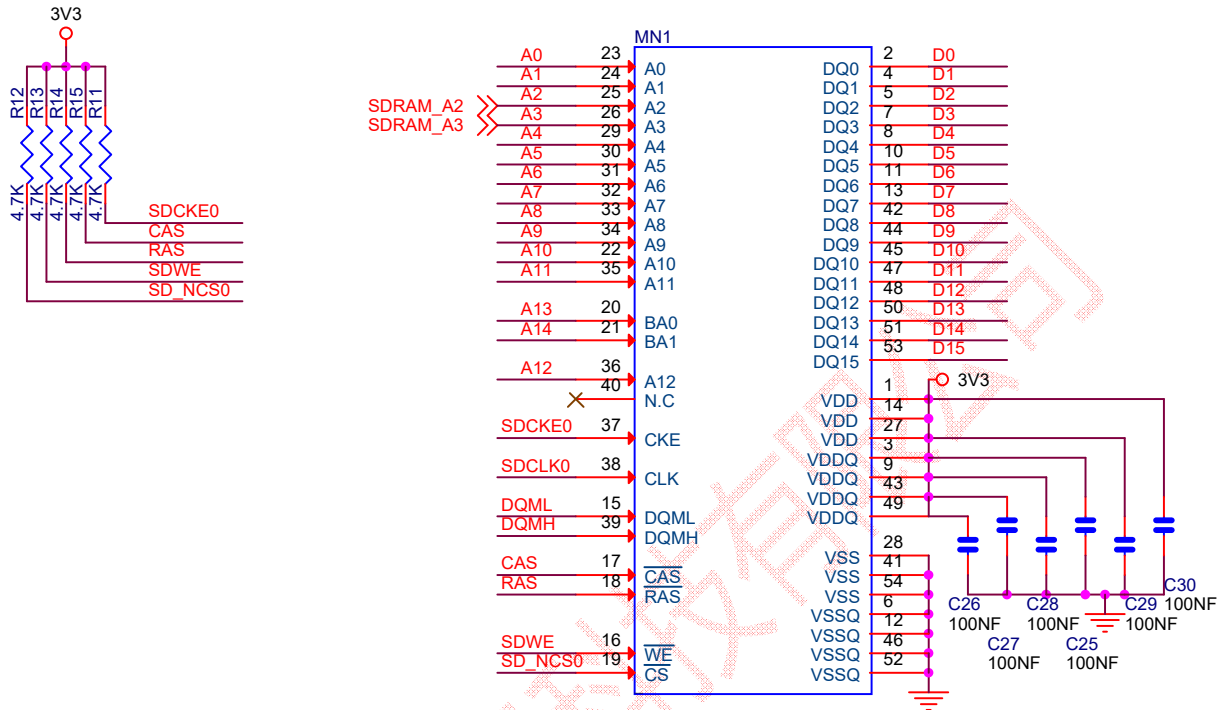 3V3
R12
R13
R14
R15
R11
4.7K
4.7K
4.7K
4.7K
4.7K
SDCKE0
CAS
RAS
SDWE
SD_NCS0
MN1
A0 23 A0 DQ0 2 D0
A1 24 A1 DQ1 4 D1
SDRAM_A2 A2 25 A2 DQ2 5 D2
SDRAM_A3 A3 26 A3 DQ3 7 D3
A4 29 A4 DQ4 8 D4
A5 30 A5 DQ5 10 D5
A6 31 A6 DQ6 11 D6
A7 32 A7 DQ7 13 D7
A8 33 A8 DQ8 42 D8
A9 34 A9 DQ9 44 D9
A10 22 A10 DQ10 45 D10
A11 35 A11 DQ11 47 D11
DQ12 48 D12
A13 20 BA0 DQ13 50 D13
A14 21 BA1 DQ14 51 D14
DQ15 53 D15
A12 36 A12
3V3
40 N.C VDD 1
VDD 14
SDCKE0 37 CKE VDD 27
VDDQ 3
SDCLK0 38 CLK VDDQ 9
VDDQ 43
DQML 15 DQML VDDQ 49
DQMH 39 DQMH
VSS 28
CAS 17 CAS VSS 41
RAS 18 RAS VSS 54
VSSQ 6
VSSQ 12
SDWE 16 WE VSSQ 46
SD_NCS0 19 CS VSSQ 52
C26
100NF
C27
100NF
C28
100NF
C25
100NF
C29
100NF
C30
100NF
有限公司